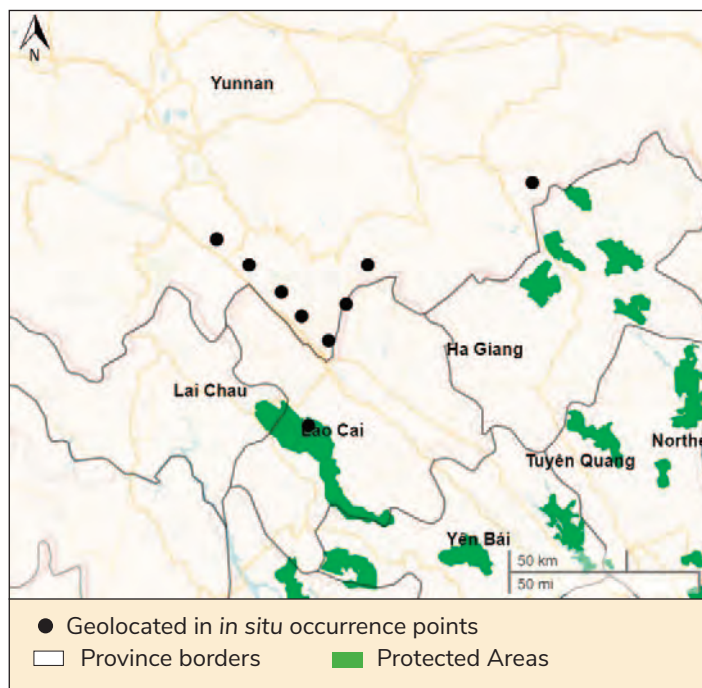 N
Yunnan
Ha Giang
Lai Chau
Lao Cai
Northe
Tuyên Quang
Yên Bái
50 km
50 mi
Geolocated in in situ occurrence points
Province borders
Protected Areas